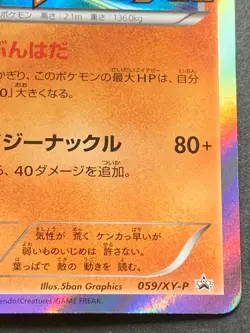 ポケモン 高さ:2.1m 重さ:136.0kg
ぶんはだ
かぎり、このポケモンの最大HPは、自分
0」大きくなる。
ジーナックル 80+
ら、40ダメージを追加。
気性が 荒く ケンカっ早いが
弱いものいじめは 許さない。
葉っぱで 敵の 動きを 読む。
Illus.5ban Graphics 059/XY-P
ntendo/Creatures/GAME FREAK.